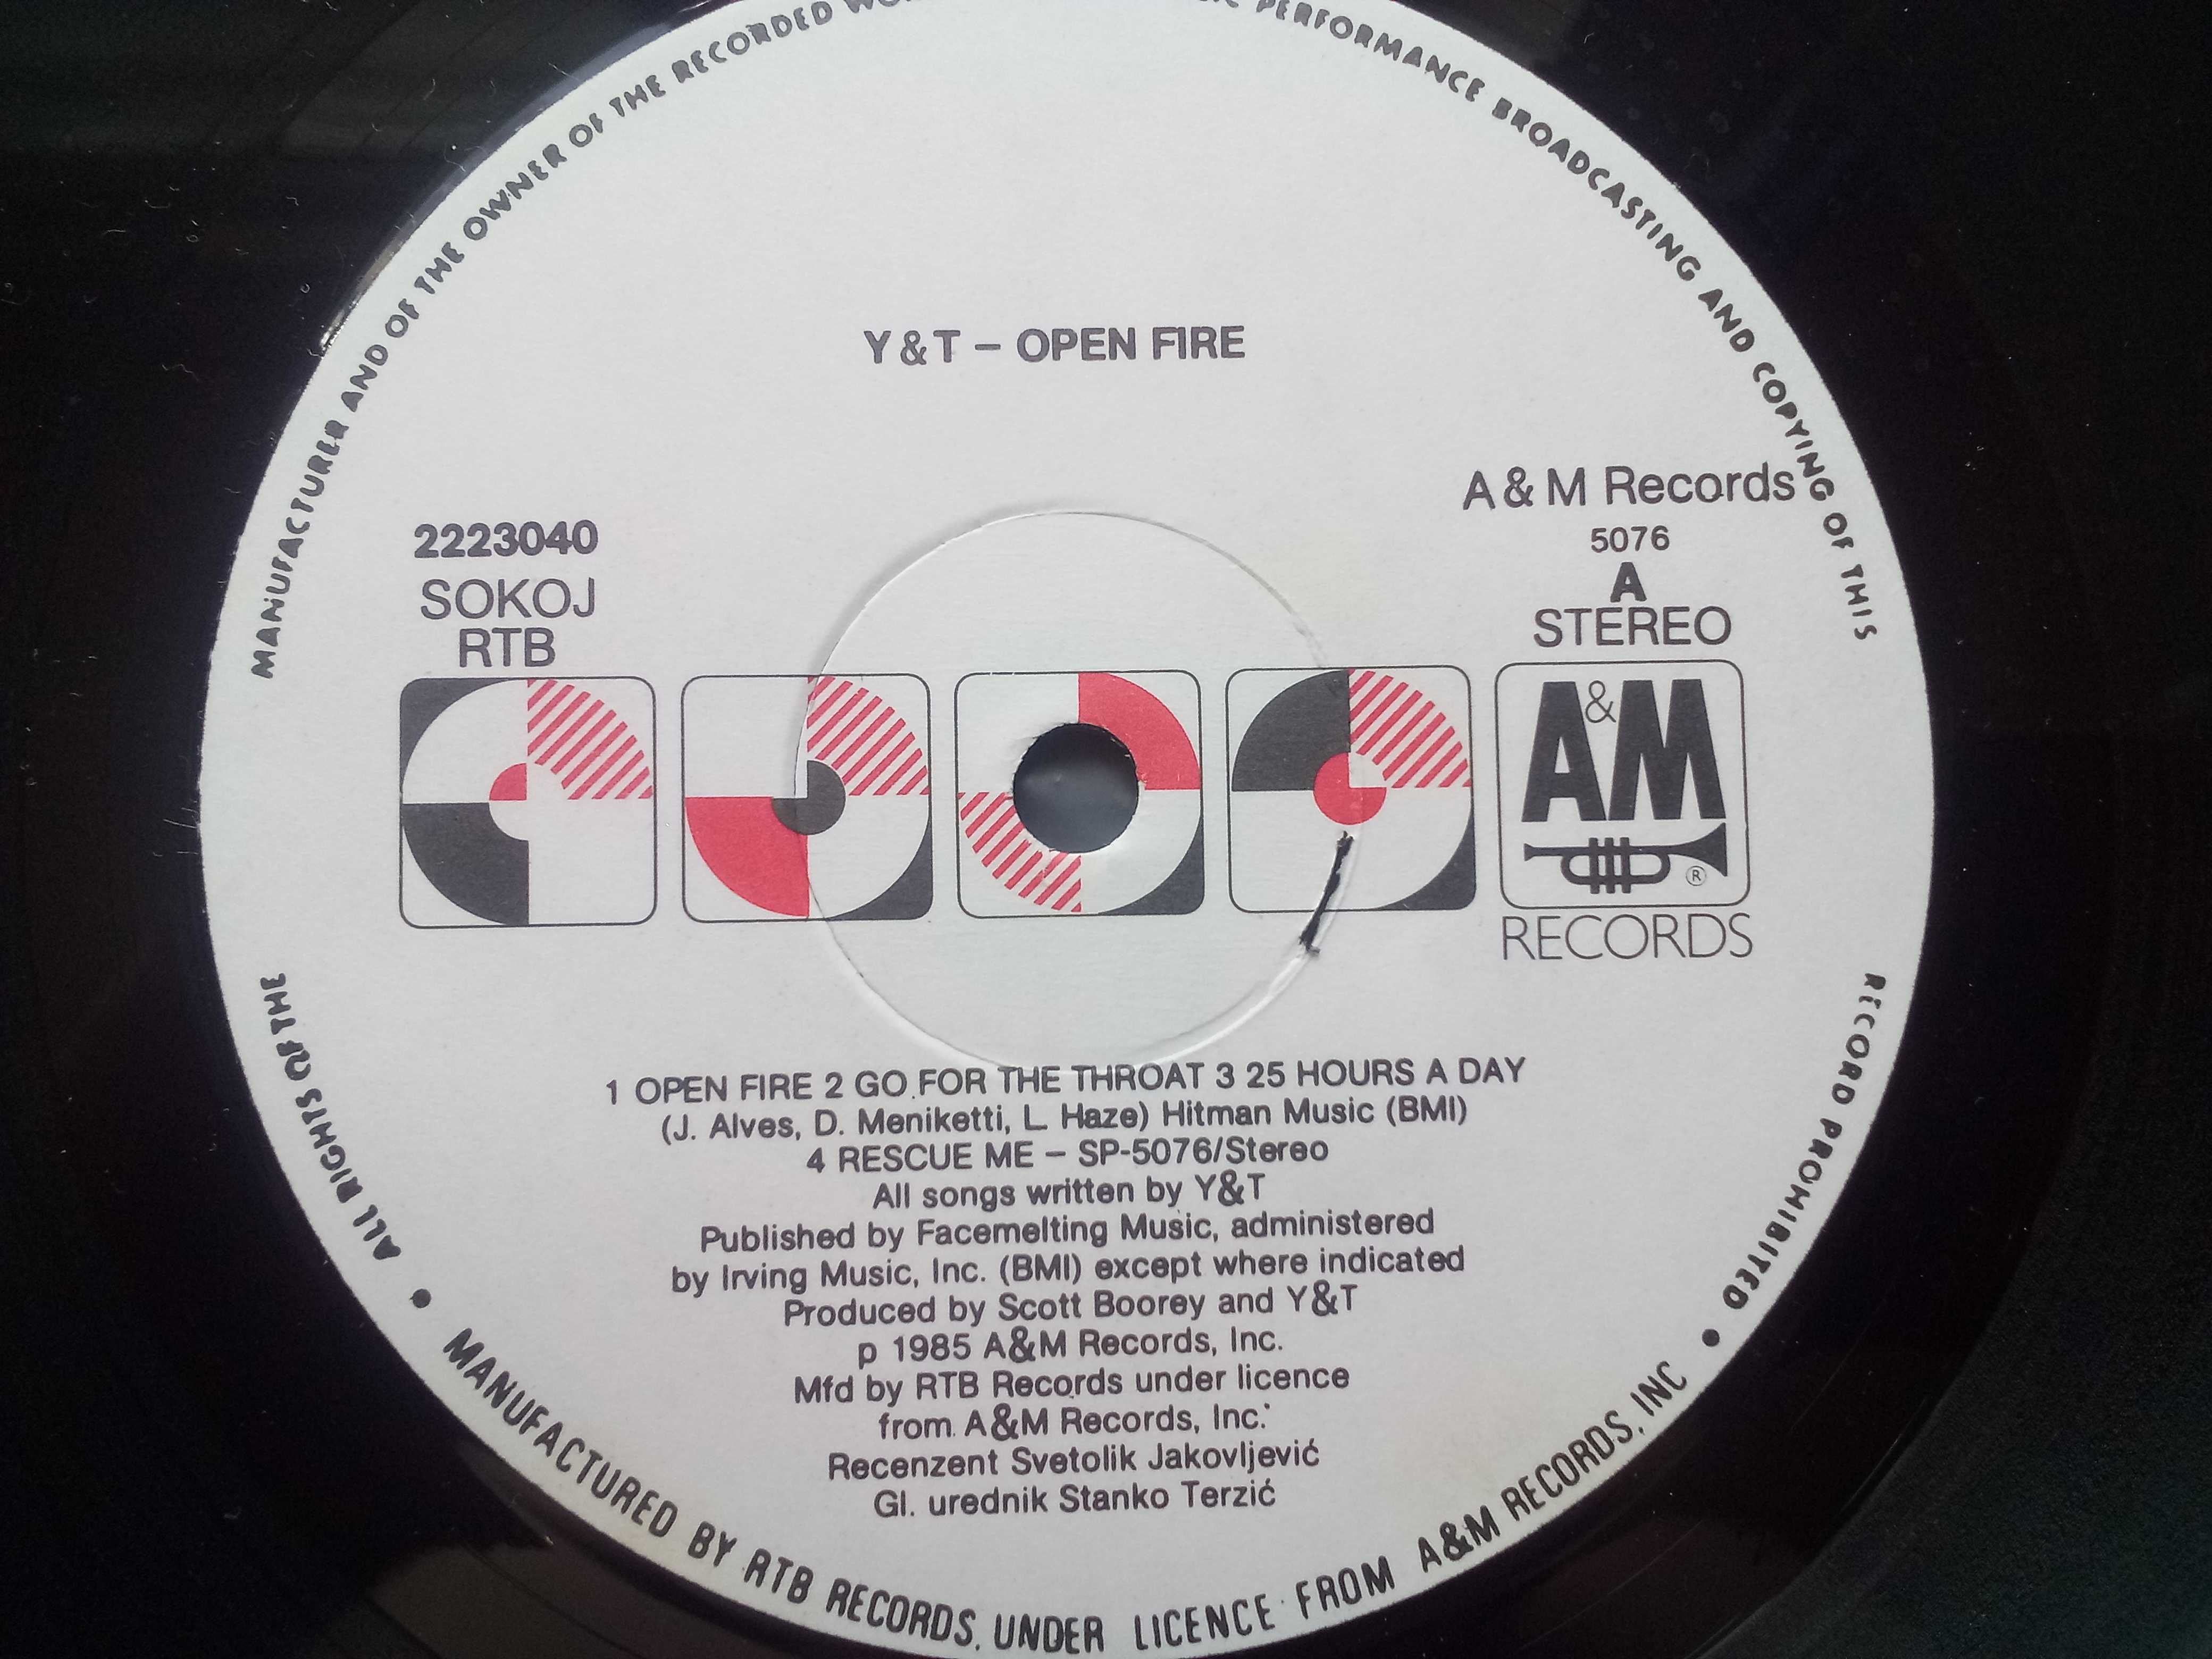 MANUFACTURER AND OF THE OWNER OF THE RECORDED
PERFORMANCE BROADCASTING AND COPYING OF THIS
Y & T – OPEN FIRE
A & M Records
2223040
5076
SOKOJ
A
RTB
STEREO
A&M
®
RECORDS
1 OPEN FIRE 2 GO FOR THE THROAT 3 25 HOURS A DAY
(J. Alves, D. Meniketti, L. Haze) Hitman Music (BMI)
4 RESCUE ME – SP-5076/Stereo
All songs written by Y&T
Published by Facemelting Music, administered
by Irving Music, Inc. (BMI) except where indicated
Produced by Scott Boorey and Y&T
p 1985 A&M Records, Inc.
Mfd by RTB Records under licence
from A&M Records, Inc.
Recenzent Svetolik Jakovljević
Gl. urednik Stanko Terzić
RECORD PROHIBITED •
• ALL RIGHTS OF THE
MANUFACTURED BY RTB RECORDS, UNDER LICENCE FROM A&M RECORDS, INC